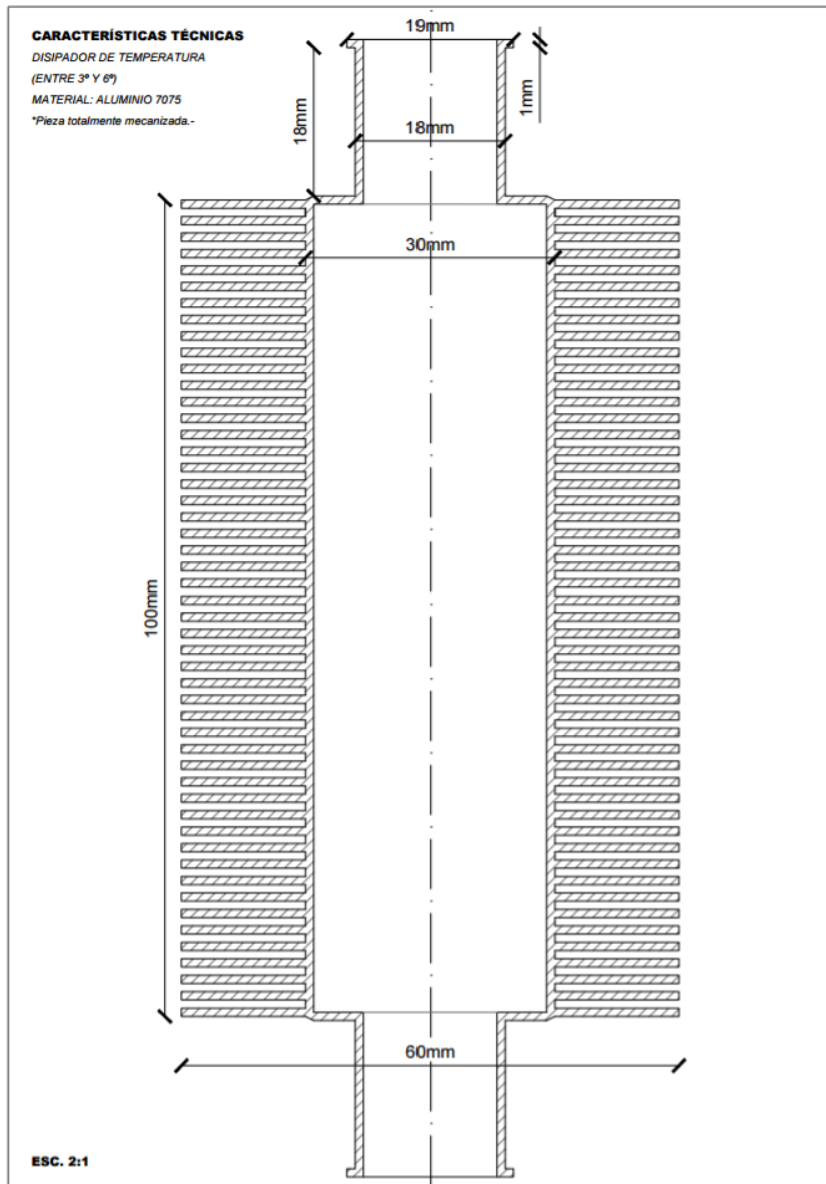 CARACTERÍSTICAS TÉCNICAS
DISIPADOR DE TEMPERATURA
(ENTRE 3º Y 6º)
MATERIAL: ALUMINIO 7075
*Pieza totalmente mecanizada.-
19mm
1mm
18mm
18mm
30mm
100mm
60mm
ESC. 2:1